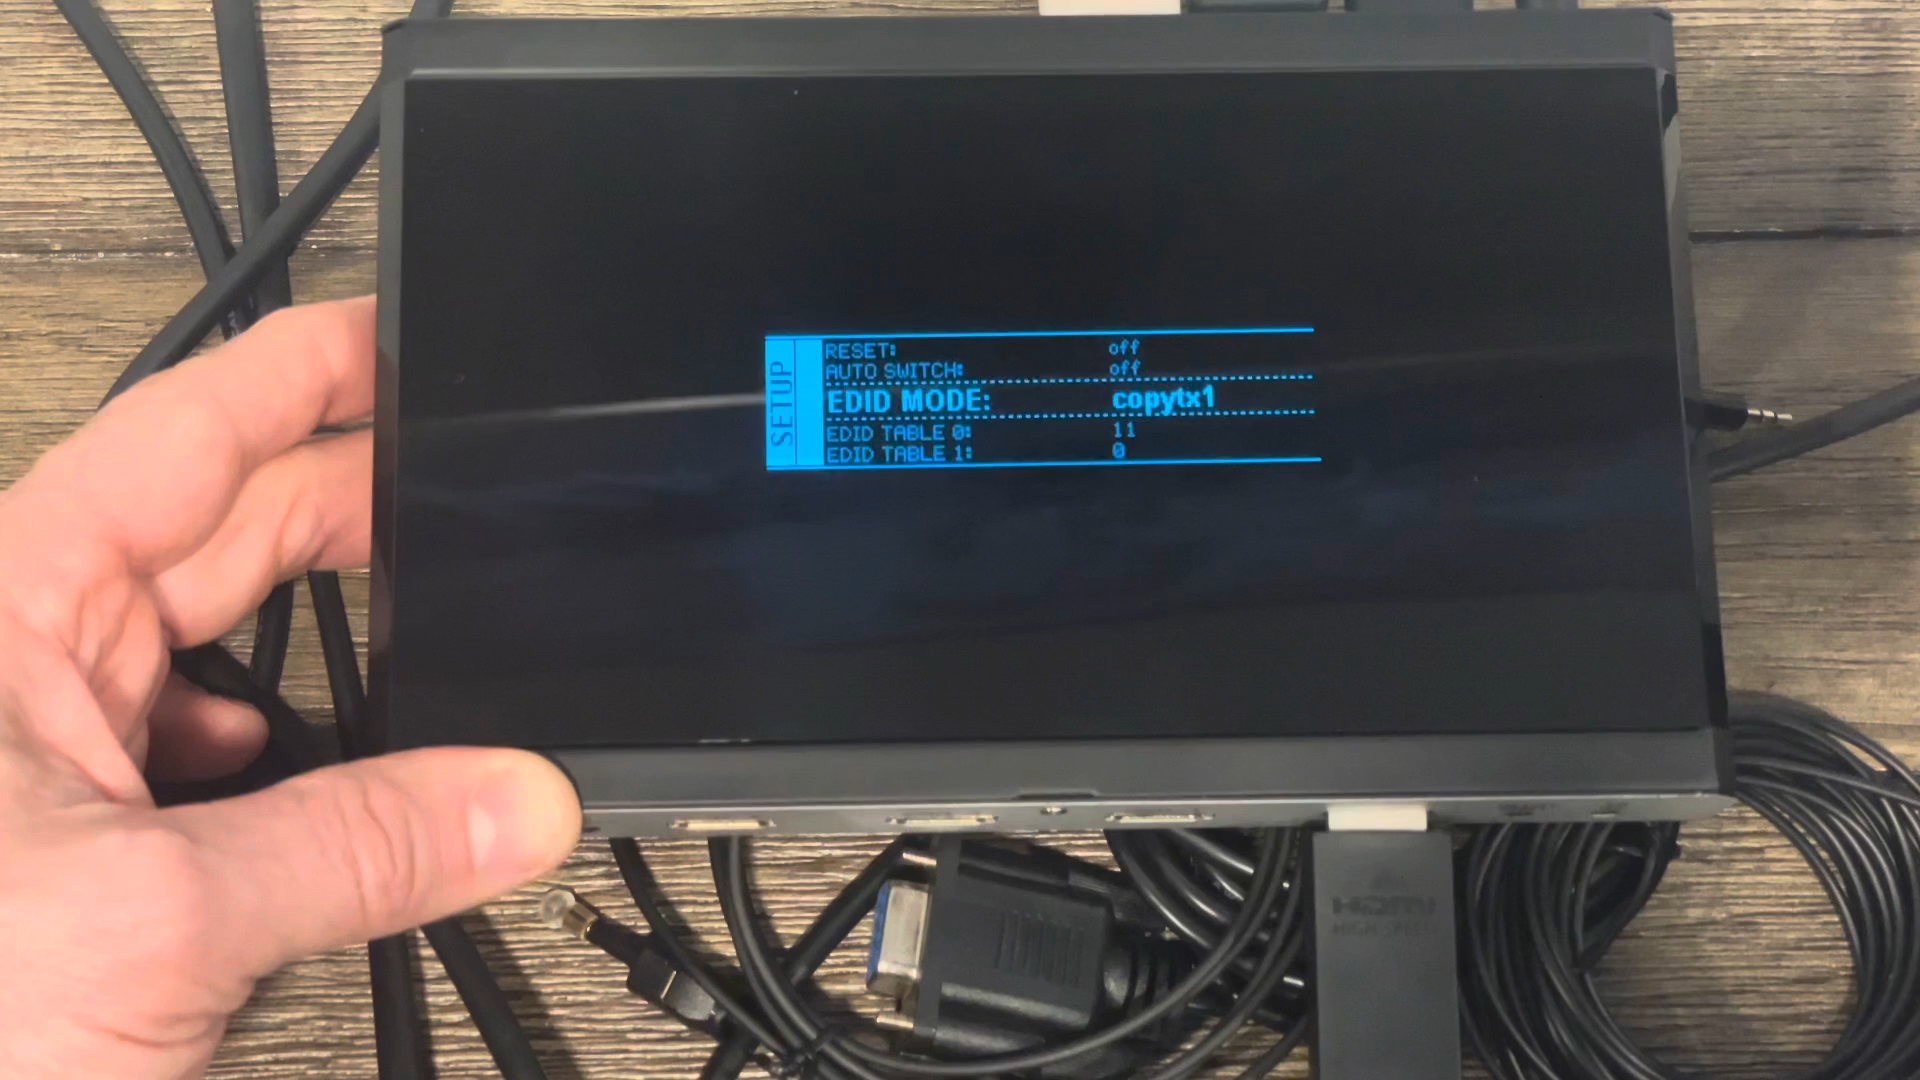 SETUP
RESET: off
AUTO SWITCH: off
EDID MODE: copytx1
EDID TABLE 0: 11
EDID TABLE 1: 0
HDMI